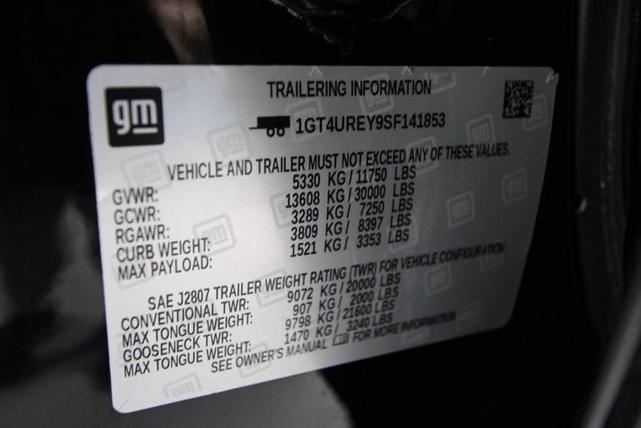 gm
TRAILERING INFORMATION
1GT4UREY9SF141853
VEHICLE AND TRAILER MUST NOT EXCEED ANY OF THESE VALUES.
GVWR: 5330 KG / 11750 LBS
GCWR: 13608 KG / 30000 LBS
RGAWR: 3289 KG / 7250 LBS
CURB WEIGHT: 3809 KG / 8397 LBS
MAX PAYLOAD: 1521 KG / 3353 LBS
SAE J2807 TRAILER WEIGHT RATING (TWR) FOR VEHICLE CONFIGURATION.
CONVENTIONAL TWR: 9072 KG / 20000 LBS
MAX TONGUE WEIGHT: 907 KG / 2000 LBS
GOOSENECK TWR: 9798 KG / 21600 LBS
MAX TONGUE WEIGHT: 1470 KG / 3240 LBS
SEE OWNER'S MANUAL FOR MORE INFORMATION